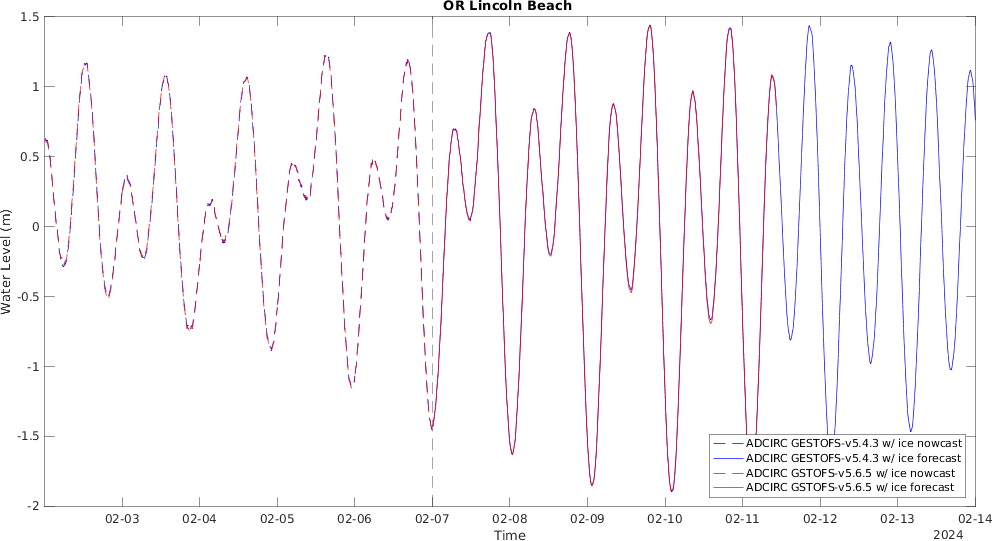 OR Lincoln Beach
1.5
1
0.5
0
-0.5
-1
-1.5
-2
Water Level (m)
ADCIRC GESTOFS-v5.4.3 w/ ice nowcast
ADCIRC GESTOFS-v5.4.3 w/ ice forecast
ADCIRC GSTOFS-v5.6.5 w/ ice nowcast
ADCIRC GSTOFS-v5.6.5 w/ ice forecast
02-03 02-04 02-05 02-06 02-07 02-08 02-09 02-10 02-11 02-12 02-13 02-14
Time
2024